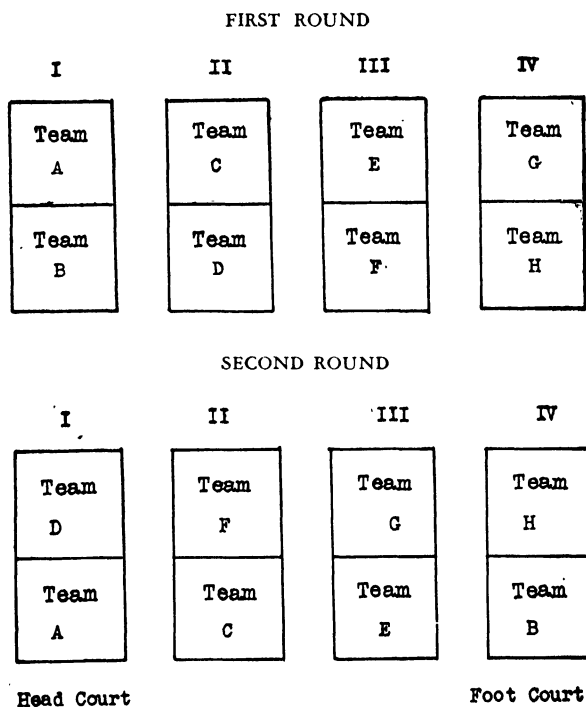 FIRST ROUND
I II III IV
Team Team Team Team
A C E G
Team Team Team Team
B D F H
SECOND ROUND
I II III IV
Team Team Team Team
D F G H
Team Team Team Team
A C E B
Head Court Foot Court